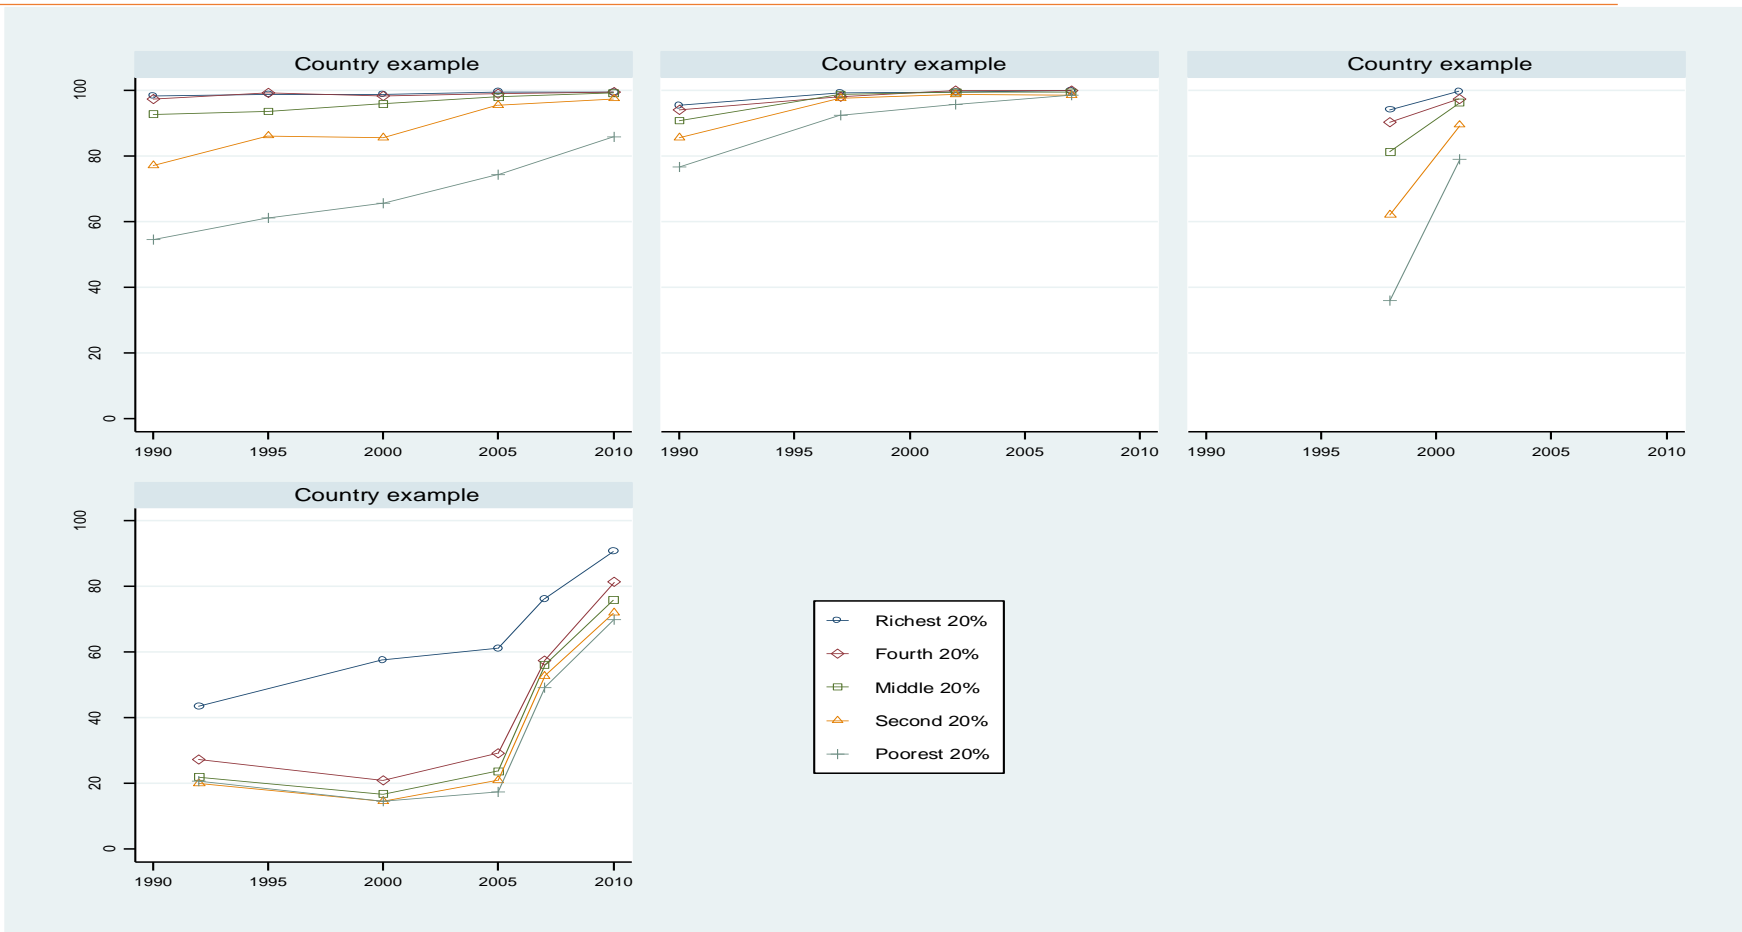 Country example
Country example
Country example
100
80
60
40
20
0
1990 1995 2000 2005 2010
1990 1995 2000 2005 2010
1990 1995 2000 2005 2010
Country example
100
80
60
40
20
0
1990 1995 2000 2005 2010
Richest 20%
Fourth 20%
Middle 20%
Second 20%
Poorest 20%